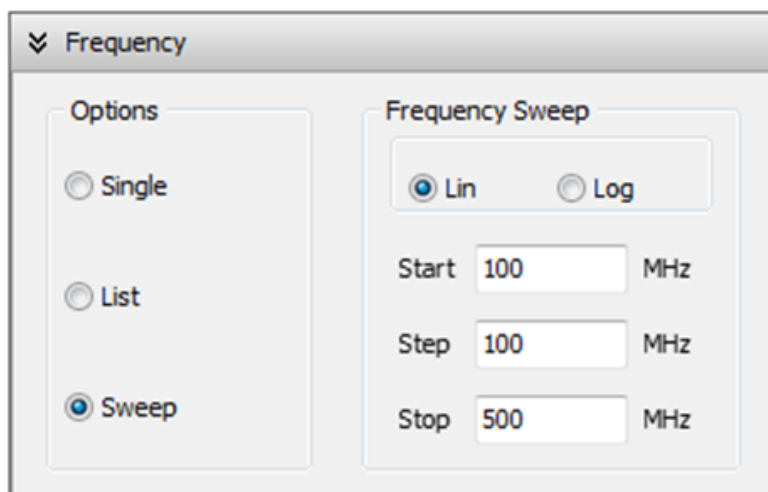 Frequency
Options
Single
List
Sweep
Frequency Sweep
Lin Log
Start 100 MHz
Step 100 MHz
Stop 500 MHz